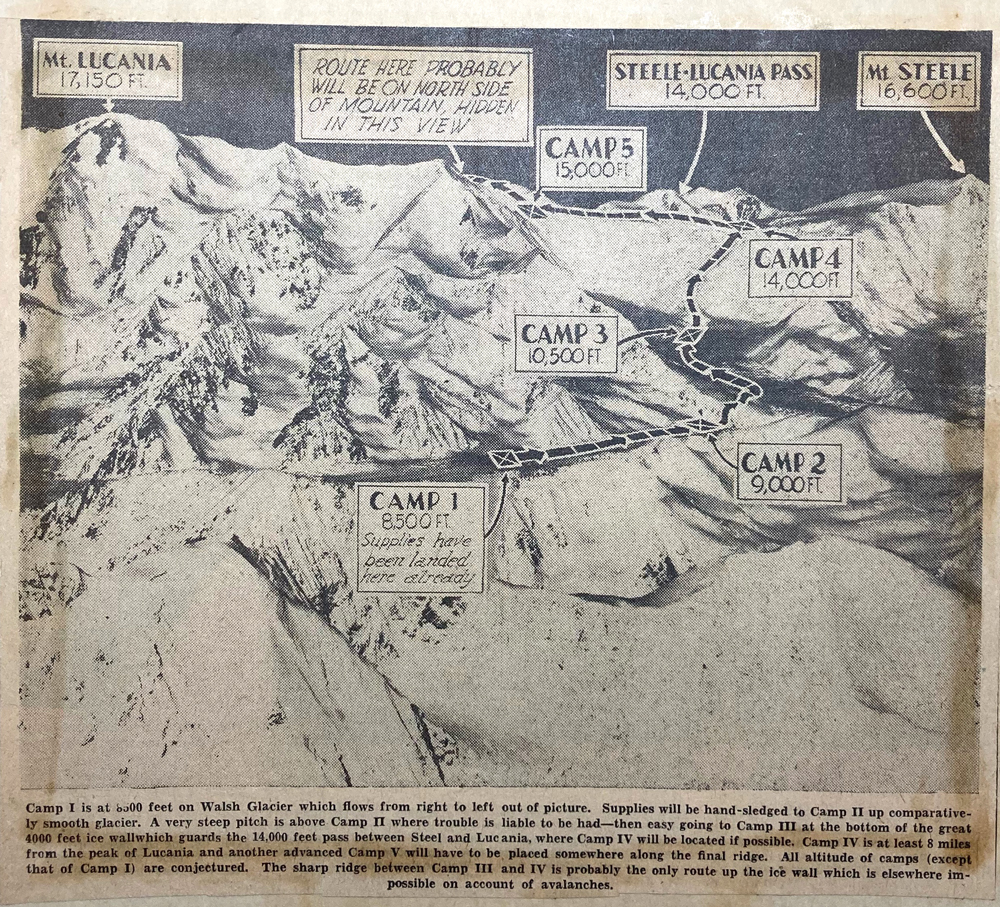 Mt. LUCANIA
17,150 FT.
ROUTE HERE PROBABLY
WILL BE ON NORTH SIDE
OF MOUNTAIN, HIDDEN
IN THIS VIEW
STEELE-LUCANIA PASS
14,000 FT.
Mt STEELE
16,600 FT.
CAMP 5
15,000 FT.
CAMP 4
14,000 FT
CAMP 3
10,500 FT
CAMP 2
9,000 FT.
CAMP 1
8,500 FT.
Supplies have
been landed
here already
Camp I is at 8500 feet on Walsh Glacier which flows from right to left out of picture. Supplies will be hand-sledged to Camp II up comparative-
ly smooth glacier. A very steep pitch is above Camp II where trouble is liable to be had—then easy going to Camp III at the bottom of the great
4000 feet ice wallwhich guards the 14,000 feet pass between Steel and Lucania, where Camp IV will be located if possible. Camp IV is at least 8 miles
from the peak of Lucania and another advanced Camp V will have to be placed somewhere along the final ridge. All altitude of camps (except
that of Camp I) are conjectured. The sharp ridge between Camp III and IV is probably the only route up the ice wall which is elsewhere im-
possible on account of avalanches.